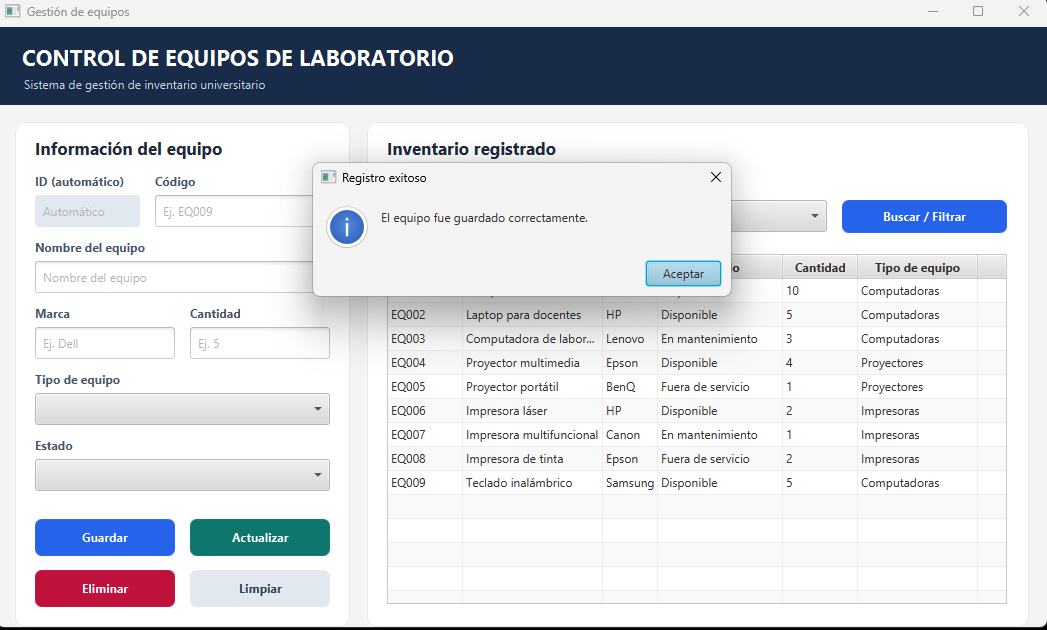 Gestión de equipos
CONTROL DE EQUIPOS DE LABORATORIO
Sistema de gestión de inventario universitario
Información del equipo
ID (automático) Código
Automático Ej. EQ009
Nombre del equipo
Nombre del equipo
Marca Cantidad
Ej. Dell Ej. 5
Tipo de equipo
Estado
Guardar Actualizar
Eliminar Limpiar
Inventario registrado
Registro exitoso
El equipo fue guardado correctamente.
Aceptar
Buscar / Filtrar
Cantidad Tipo de equipo
10 Computadoras
EQ002 Laptop para docentes HP Disponible 5 Computadoras
EQ003 Computadora de labor... Lenovo En mantenimiento 3 Computadoras
EQ004 Proyector multimedia Epson Disponible 4 Proyectores
EQ005 Proyector portátil BenQ Fuera de servicio 1 Proyectores
EQ006 Impresora láser HP Disponible 2 Impresoras
EQ007 Impresora multifuncional Canon En mantenimiento 1 Impresoras
EQ008 Impresora de tinta Epson Fuera de servicio 2 Impresoras
EQ009 Teclado inalámbrico Samsung Disponible 5 Computadoras